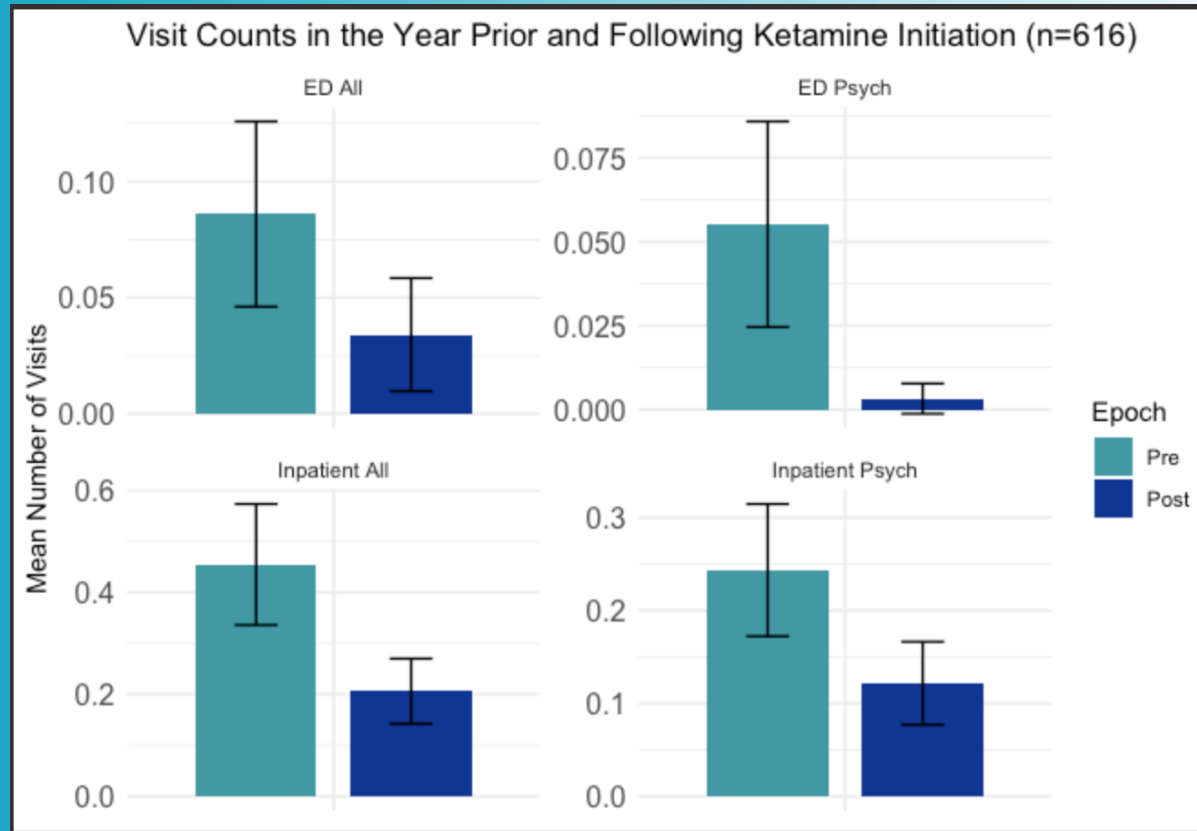 Visit Counts in the Year Prior and Following Ketamine Initiation (n=616)
Mean Number of Visits
ED All
0.10
0.05
0.00
ED Psych
0.075
0.050
0.025
0.000
Inpatient All
0.6
0.4
0.2
0.0
Inpatient Psych
0.3
0.2
0.1
0.0
Epoch
Pre
Post